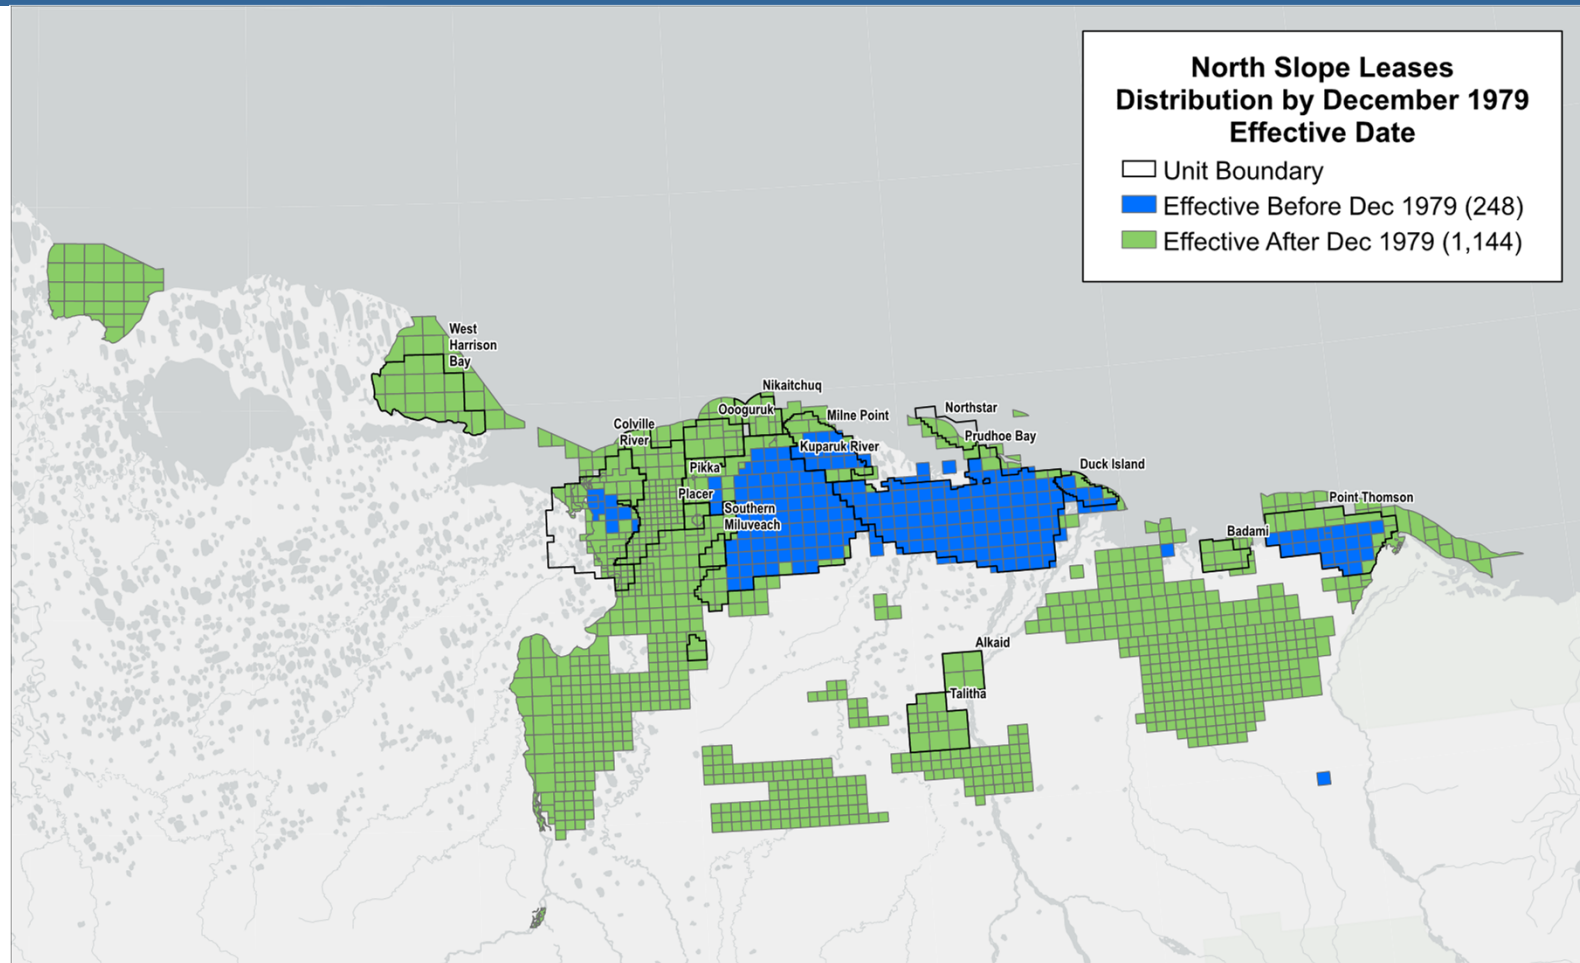 North Slope Leases
Distribution by December 1979
Effective Date
Unit Boundary
Effective Before Dec 1979 (248)
Effective After Dec 1979 (1,144)
West
Harrison
Bay
Nikaitchuq
Oooguruk
Milne Point
Northstar
Colville
River
Prudhoe Bay
Kuparuk River
Pikka
Duck Island
Placer
Point Thomson
Southern
Miluveach
Badami
Alkaid
Talitha